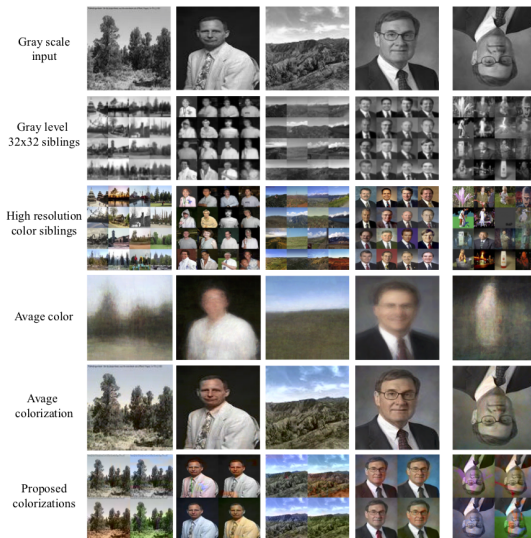 Gray scale
input
Gray level
32x32 siblings
High resolution
color siblings
Avage color
Avage
colorization
Proposed
colorizations